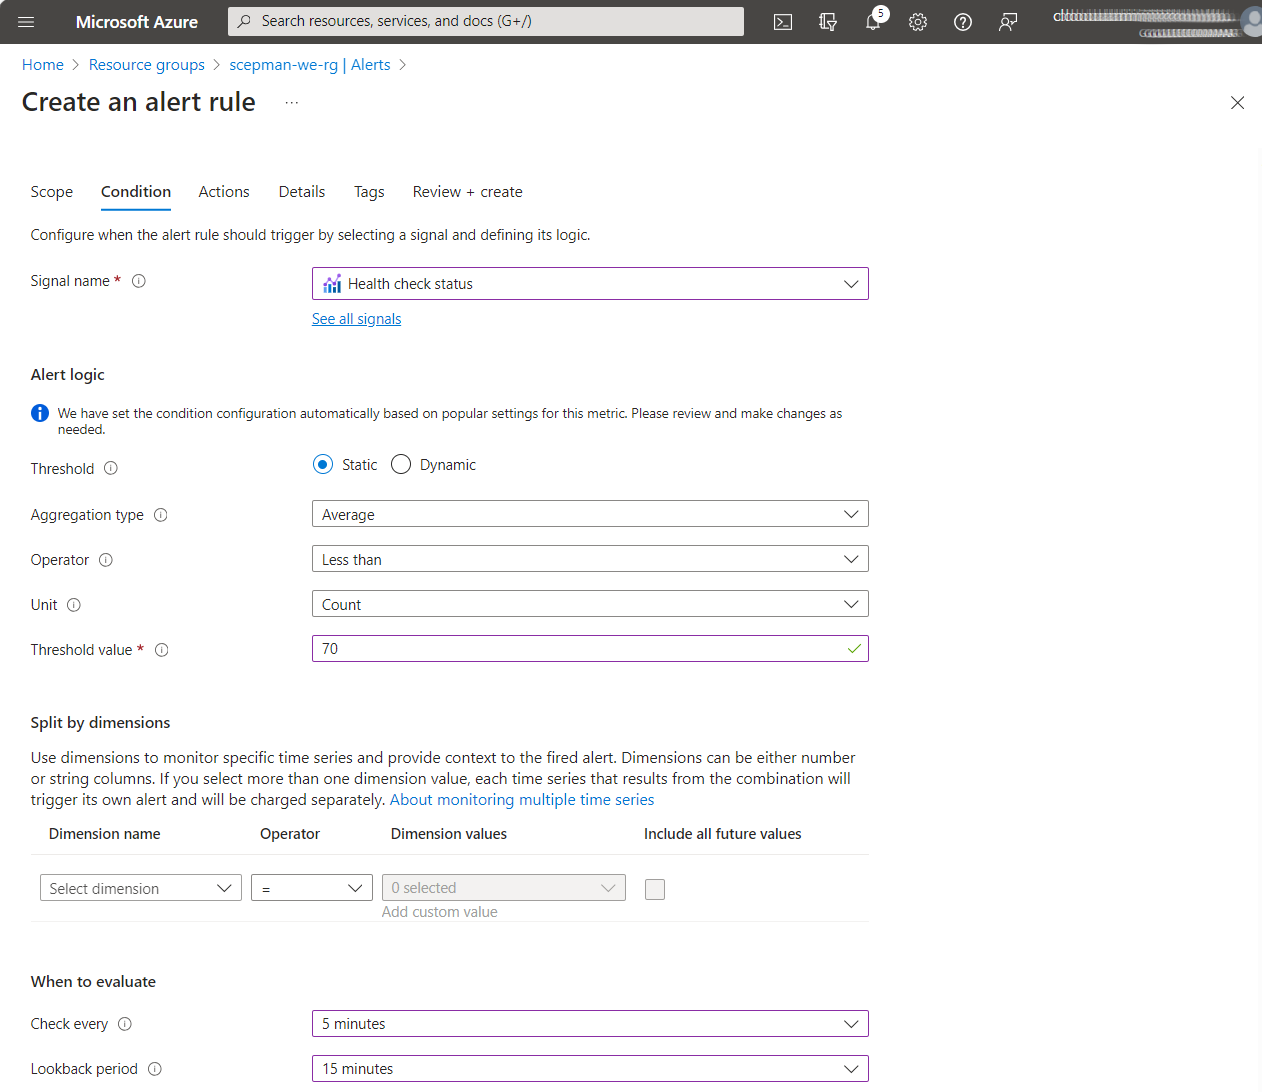 Microsoft Azure
Search resources, services, and docs (G+/)
5
Home > Resource groups > scepman-we-rg | Alerts >
Create an alert rule ...
Scope Condition Actions Details Tags Review + create
Configure when the alert rule should trigger by selecting a signal and defining its logic.
Signal name *
Health check status
See all signals
Alert logic
We have set the condition configuration automatically based on popular settings for this metric. Please review and make changes as
needed.
Threshold Static Dynamic
Aggregation type Average
Operator Less than
Unit Count
Threshold value * 70
Split by dimensions
Use dimensions to monitor specific time series and provide context to the fired alert. Dimensions can be either number
or string columns. If you select more than one dimension value, each time series that results from the combination will
trigger its own alert and will be charged separately. About monitoring multiple time series
Dimension name Operator Dimension values Include all future values
Select dimension = 0 selected
Add custom value
When to evaluate
Check every 5 minutes
Lookback period 15 minutes